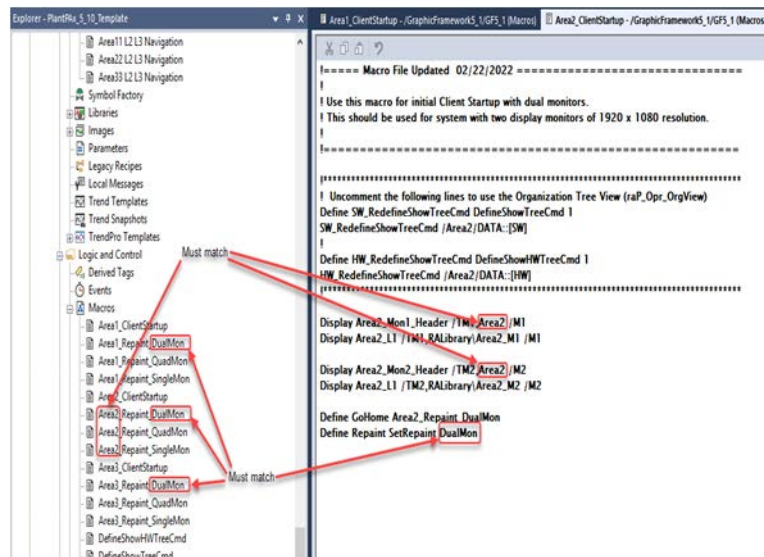 Explorer - PlantPAx_5_10_Template
Area11 L2 L3 Navigation
Area22 L2 L3 Navigation
Area33 L2 L3 Navigation
Symbol Factory
Libraries
Images
Parameters
Legacy Recipes
Local Messages
Trend Templates
Trend Snapshots
TrendPro Templates
Logic and Control
Derived Tags
Events
Macros
Area1_ClientStartup
Area1_Repaint_DualMon
Area1_Repaint_QuadMon
Area1_Repaint_SingleMon
Area2_ClientStartup
Area2_Repaint_DualMon
Area2_Repaint_QuadMon
Area2_Repaint_SingleMon
Area3_ClientStartup
Area3_Repaint_DualMon
Area3_Repaint_QuadMon
Area3_Repaint_SingleMon
DefineShowHWTreeCmd
DefineShowTreeCmd
Must match
Must match
Area1_ClientStartup - /GraphicFramework5_1/GF5_1 (Macros)
Area2_ClientStartup - /GraphicFramework5_1/GF5_1 (Macros
!===== Macro File Updated 02/22/2022 ================================
!
! Use this macro for initial Client Startup with dual monitors.
! This should be used for system with two display monitors of 1920 x 1080 resolution.
!
! Uncomment the following lines to use the Organization Tree View (raP_Opr_OrgView)
Define SW_RedefineShowTreeCmd DefineShowTreeCmd 1
SW_RedefineShowTreeCmd /Area2/DATA::[SW]
!
Define HW_RedefineShowTreeCmd DefineShowHWTreeCmd 1
HW_RedefineShowTreeCmd /Area2/DATA::[HW]
Display Area2_Mon1_Header /TM1,Area2 /M1
Display Area2_L1 /TM1,RALibrary\Area2_M1 /M1
Display Area2_Mon2_Header /TM2,Area2 /M2
Display Area2_L1 /TM2,RALibrary\Area2_M2 /M2
Define GoHome Area2_Repaint_DualMon
Define Repaint SetRepaint DualMon